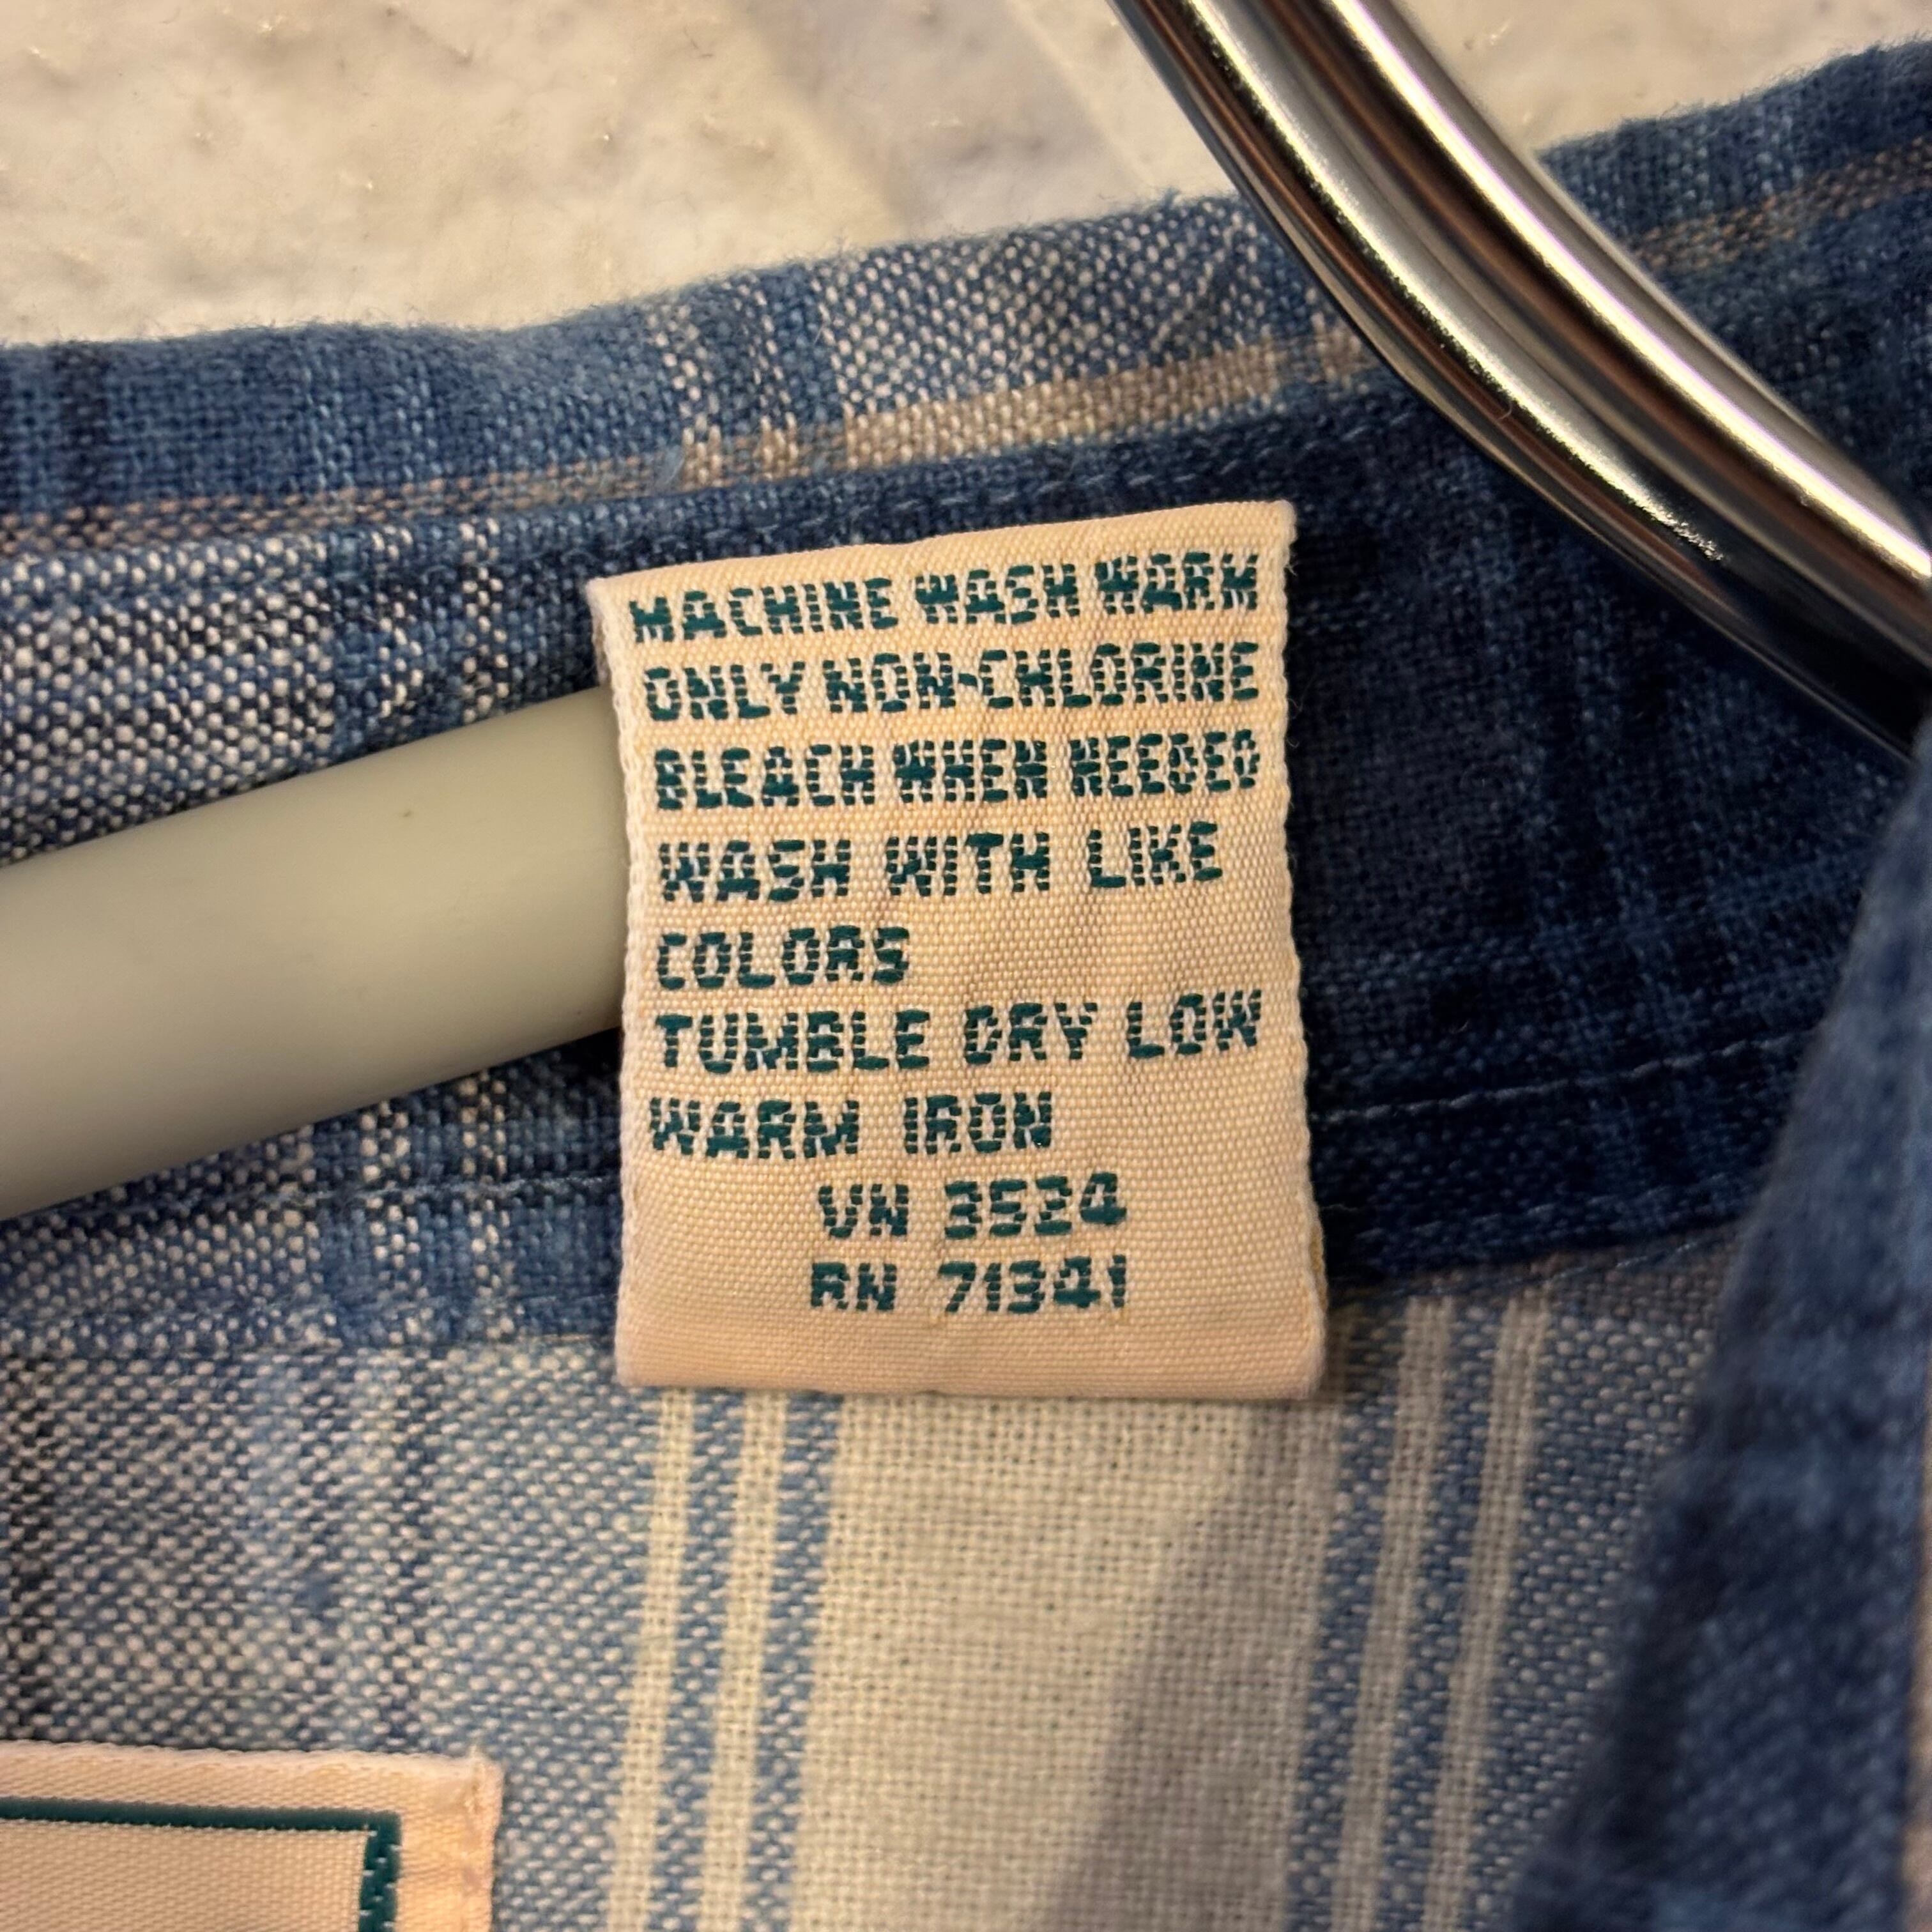 MACHINE WASH WARM
ONLY NON-CHLORINE
BLEACH WHEN NEEDED
WASH WITH LIKE
COLORS
TUMBLE DRY LOW
WARM IRON
VN 3524
RN 71341